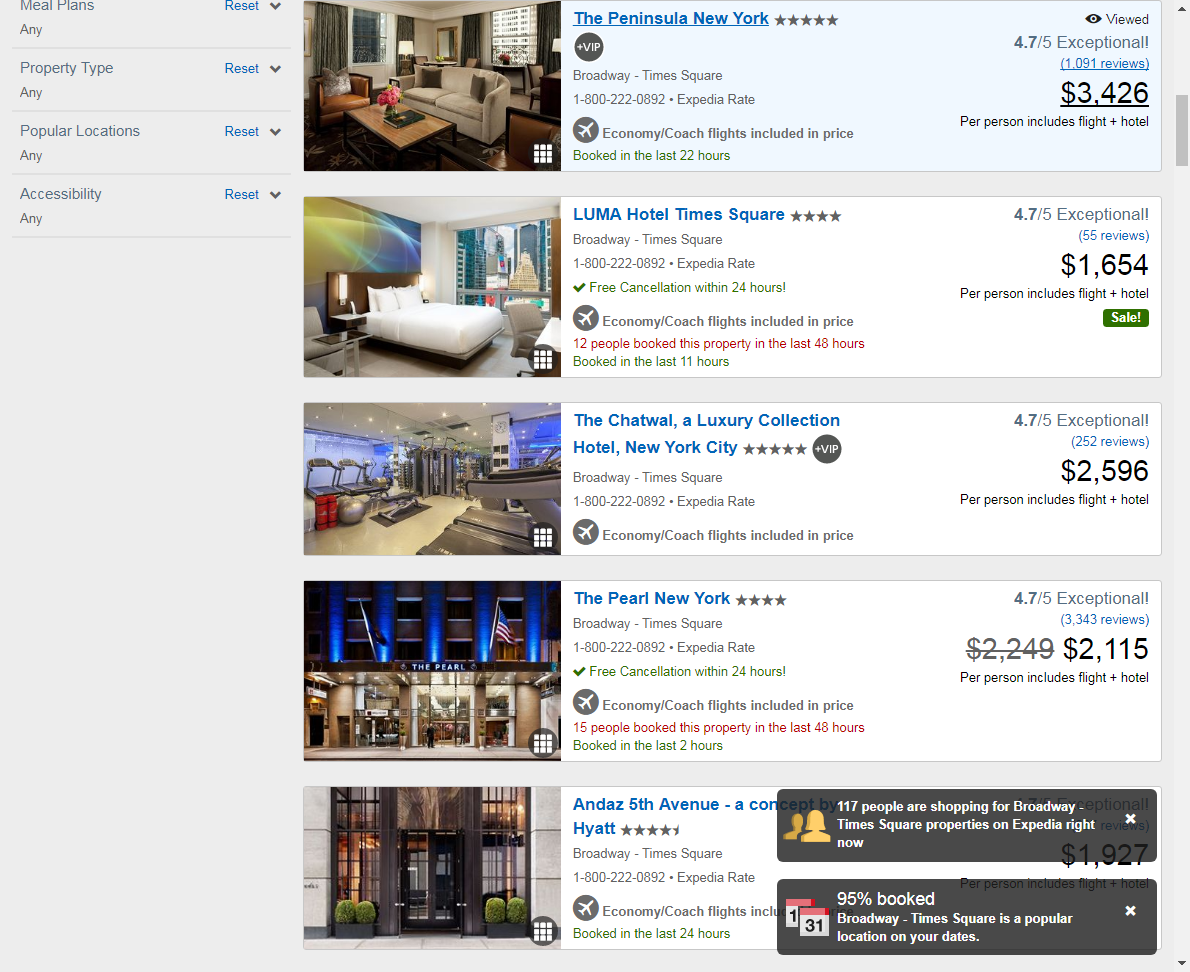 Meal Plans
Reset
Any
Property Type
Reset
Any
Popular Locations
Reset
Any
Accessibility
Reset
Any
The Peninsula New York
Viewed
+VIP
4.7/5 Exceptional!
(1,091 reviews)
Broadway - Times Square
$3,426
1-800-222-0892 • Expedia Rate
Per person includes flight + hotel
Economy/Coach flights included in price
Booked in the last 22 hours
LUMA Hotel Times Square
4.7/5 Exceptional!
(55 reviews)
Broadway - Times Square
$1,654
1-800-222-0892 • Expedia Rate
Per person includes flight + hotel
Free Cancellation within 24 hours!
Sale!
Economy/Coach flights included in price
12 people booked this property in the last 48 hours
Booked in the last 11 hours
The Chatwal, a Luxury Collection
Hotel, New York City
+VIP
4.7/5 Exceptional!
(252 reviews)
Broadway - Times Square
$2,596
1-800-222-0892 • Expedia Rate
Per person includes flight + hotel
Economy/Coach flights included in price
THE PEARL
The Pearl New York
4.7/5 Exceptional!
(3,343 reviews)
Broadway - Times Square
$2,249 $2,115
1-800-222-0892 • Expedia Rate
Per person includes flight + hotel
Free Cancellation within 24 hours!
Economy/Coach flights included in price
15 people booked this property in the last 48 hours
Booked in the last 2 hours
Andaz 5th Avenue - a concept by
Hyatt
Exceptional!
reviews)
Broadway - Times Square
$1,927
1-800-222-0892 • Expedia Rate
Per person includes flight + hotel
Economy/Coach flights
Booked in the last 24 hours
117 people are shopping for Broadway -
Times Square properties on Expedia right
now
1
31
95% booked
Broadway - Times Square is a popular
location on your dates.